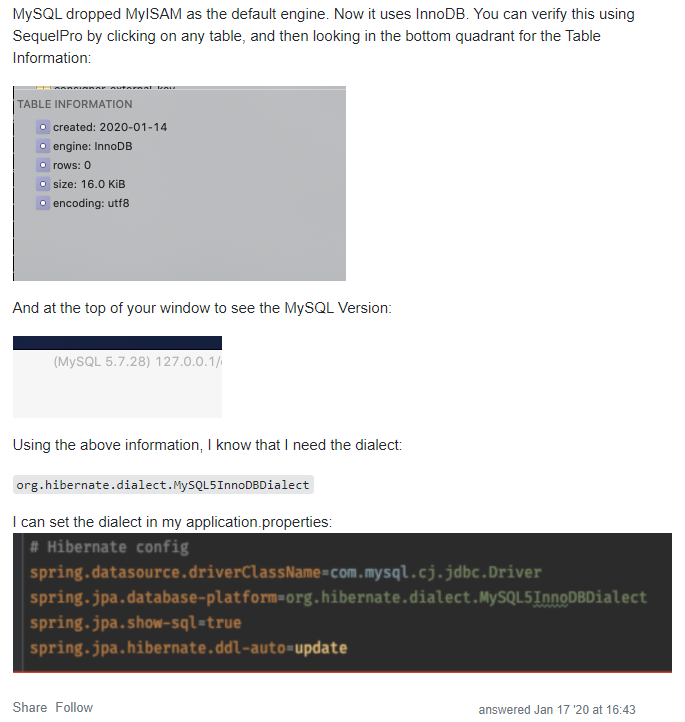 MySQL dropped MyISAM as the default engine. Now it uses InnoDB. You can verify this using
SequelPro by clicking on any table, and then looking in the bottom quadrant for the Table
Information:
TABLE INFORMATION
created: 2020-01-14
engine: InnoDB
rows: 0
size: 16.0 KiB
encoding: utf8
And at the top of your window to see the MySQL Version:
(MySQL 5.7.28) 127.0.0.1/
Using the above information, I know that I need the dialect:
org.hibernate.dialect.MySQL5InnoDBDialect
I can set the dialect in my application.properties:
# Hibernate config
spring.datasource.driverClassName=com.mysql.cj.jdbc.Driver
spring.jpa.database-platform=org.hibernate.dialect.MySQL5InnoDBDialect
spring.jpa.show-sql=true
spring.jpa.hibernate.ddl-auto=update
Share Follow
answered Jan 17 '20 at 16:43